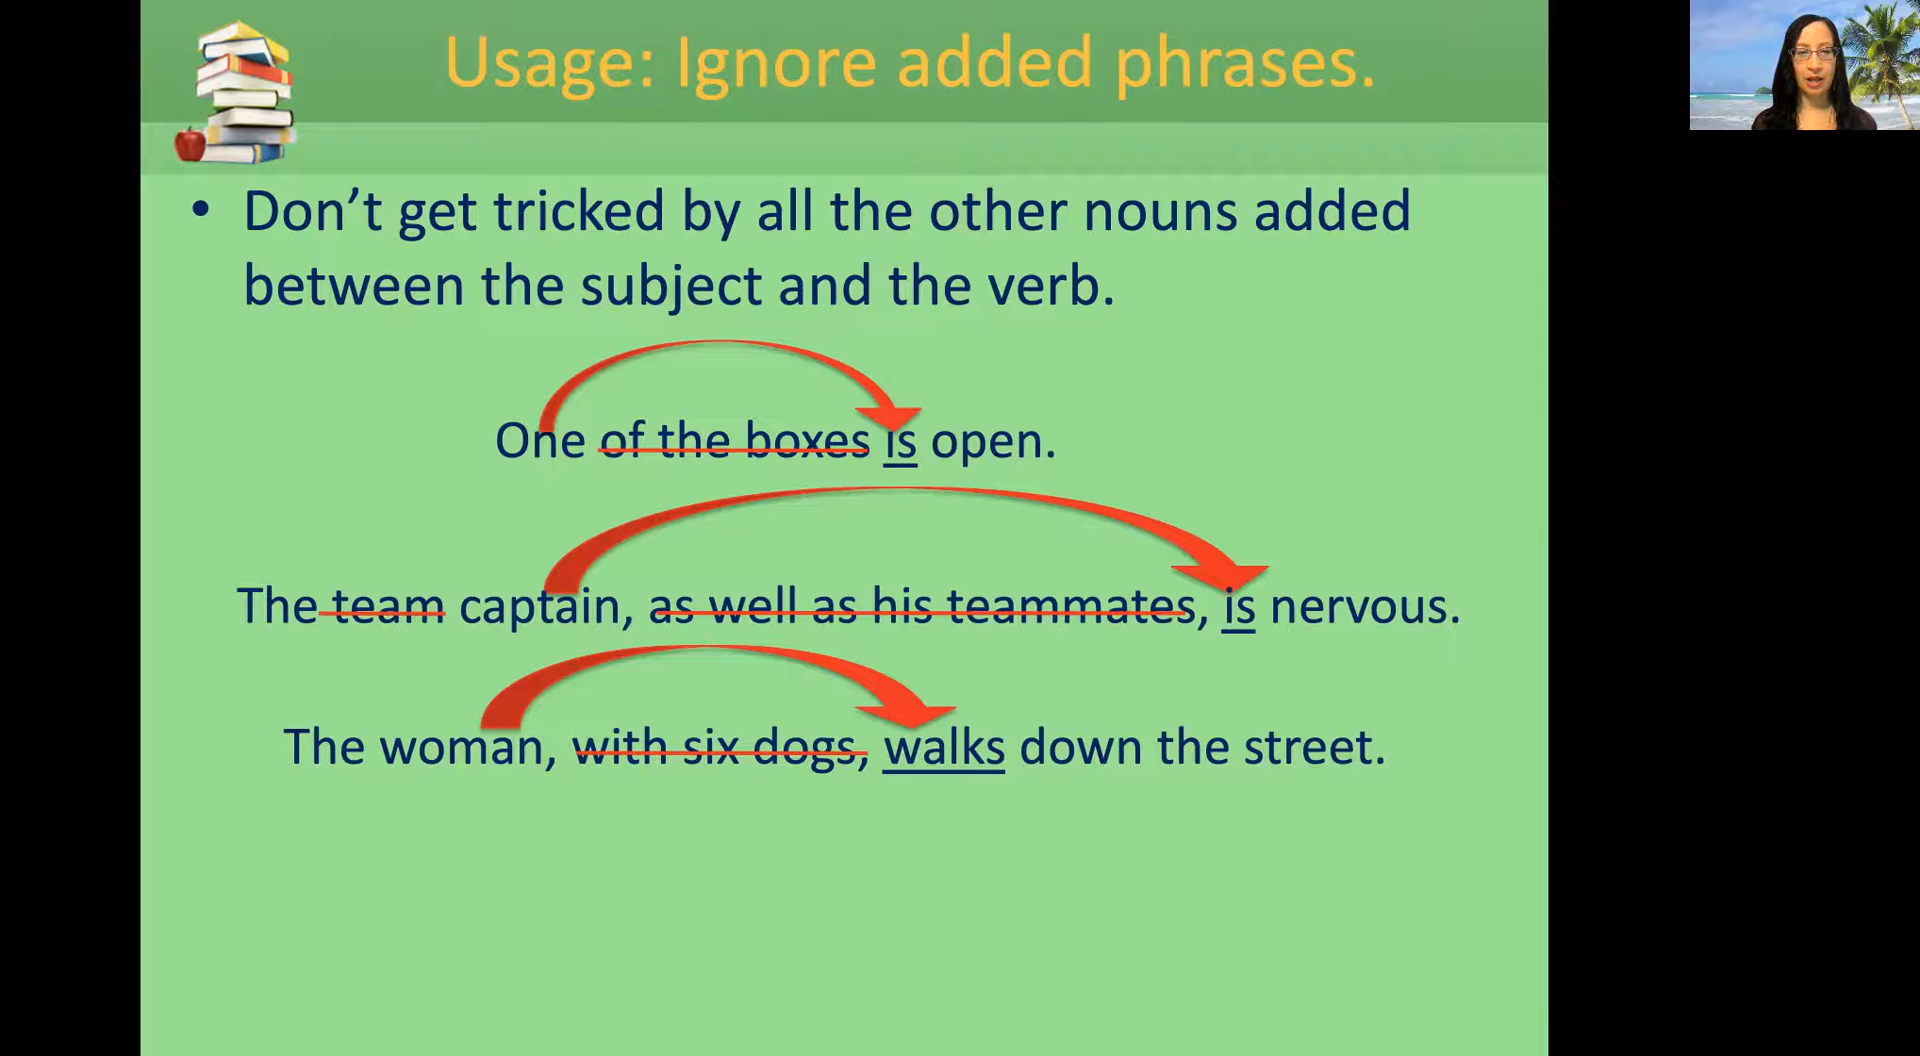 Usage: Ignore added phrases.
• Don’t get tricked by all the other nouns added
between the subject and the verb.
One of the boxes is open.
The team captain, as well as his teammates, is nervous.
The woman, with six dogs, walks down the street.